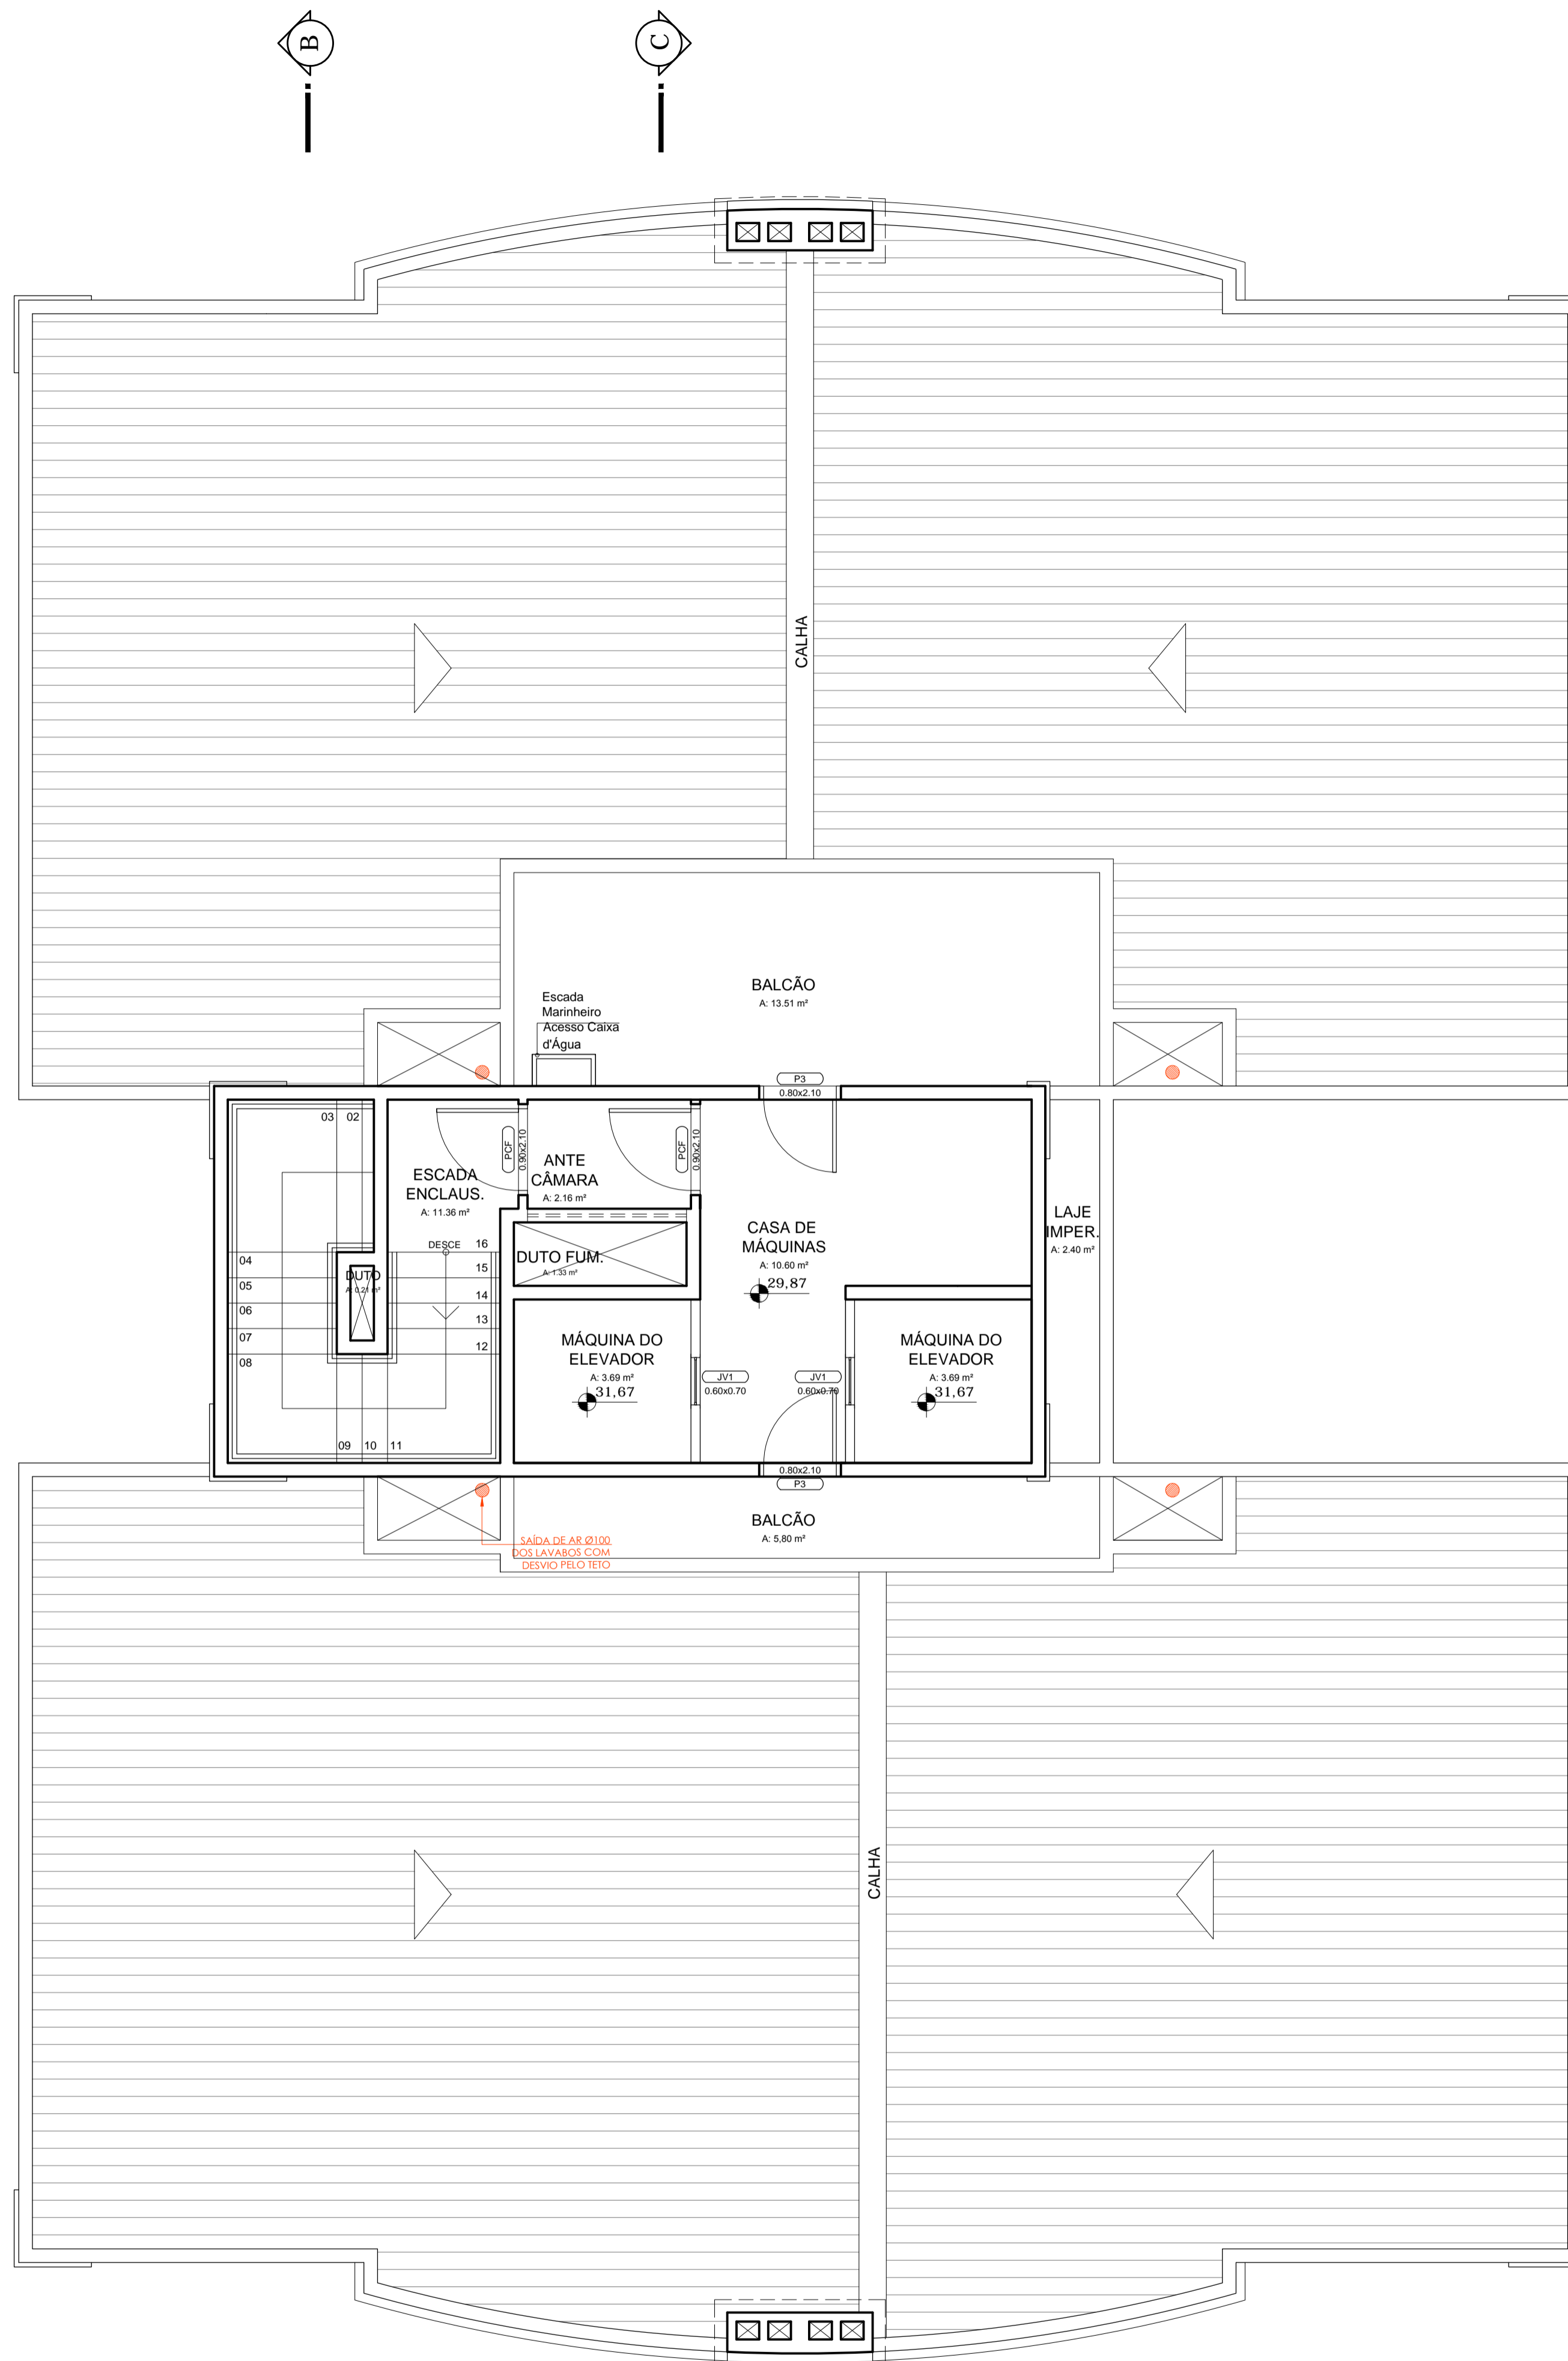 B
C
CALHA
BALCÃO
A: 13.51 m²
Escada
Marinheiro
Acesso Caixa
d'Água
P3
0.80x2.10
03
02
PCF
0.90x2.10
PCF
0.90x2.10
ANTE
CÂMARA
A: 2.16 m²
ESCADA
ENCLAUS.
A: 11.36 m²
LAJE
IMPER.
A: 2.40 m²
CASA DE
MÁQUINAS
A: 10.60 m²
29,87
DESCE
16
15
14
13
12
DUTO FUM.
A: 1.33 m²
04
05
06
07
08
DUTO
A: 0.21 m²
MÁQUINA DO
ELEVADOR
A: 3.69 m²
31,67
JV1
0.60x0.70
JV1
0.60x0.70
MÁQUINA DO
ELEVADOR
A: 3.69 m²
31,67
09
10
11
0.80x2.10
P3
BALCÃO
A: 5,80 m²
SAÍDA DE AR Ø100
DOS LAVABOS COM
DESVIO PELO TETO
CALHA